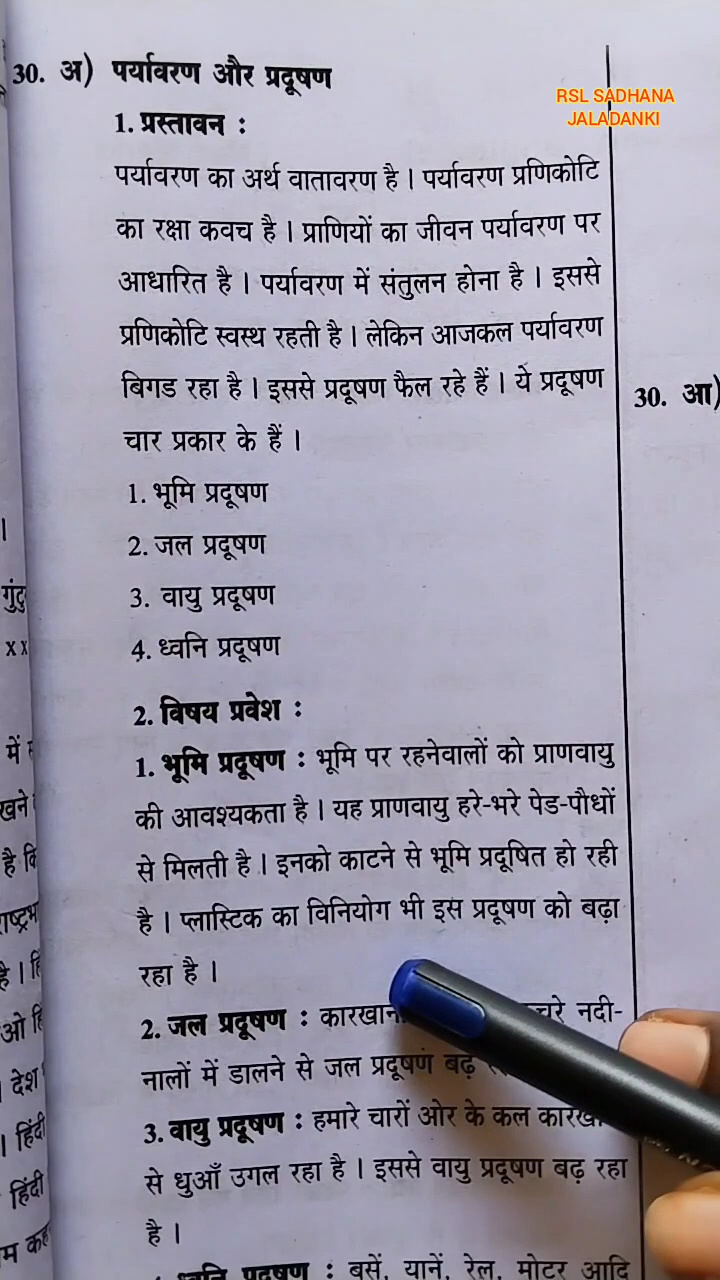 30. अ) पर्यावरण और प्रदूषण
RSL SADHANA
JALADANKI
1. प्रस्तावन :
पर्यावरण का अर्थ वातावरण है । पर्यावरण प्रणिकोटि
का रक्षा कवच है । प्राणियों का जीवन पर्यावरण पर
आधारित है । पर्यावरण में संतुलन होना है । इससे
प्रणिकोटि स्वस्थ रहती है । लेकिन आजकल पर्यावरण
बिगड रहा है । इससे प्रदूषण फैल रहे हैं । ये प्रदूषण
चार प्रकार के हैं ।
1. भूमि प्रदूषण
2. जल प्रदूषण
3. वायु प्रदूषण
4. ध्वनि प्रदूषण
2. विषय प्रवेश :
1. भूमि प्रदूषण : भूमि पर रहनेवालों को प्राणवायु
की आवश्यकता है । यह प्राणवायु हरे-भरे पेड-पौधों
से मिलती है । इनको काटने से भूमि प्रदूषित हो रही
है । प्लास्टिक का विनियोग भी इस प्रदूषण को बढ़ा
रहा है ।
2. जल प्रदूषण : नदी-
नालों में डालने से जल प्रदूषण बढ़
3. वायु प्रदूषण : हमारे चारों ओर के कल
से धुआँ उगल रहा है । इससे वायु प्रदूषण बढ़ रहा
है ।
प्रदूषण : बसें, यानें, रेल, मोटर आदि
30. आ)
में
है
देश
हिंदी
हिंदी